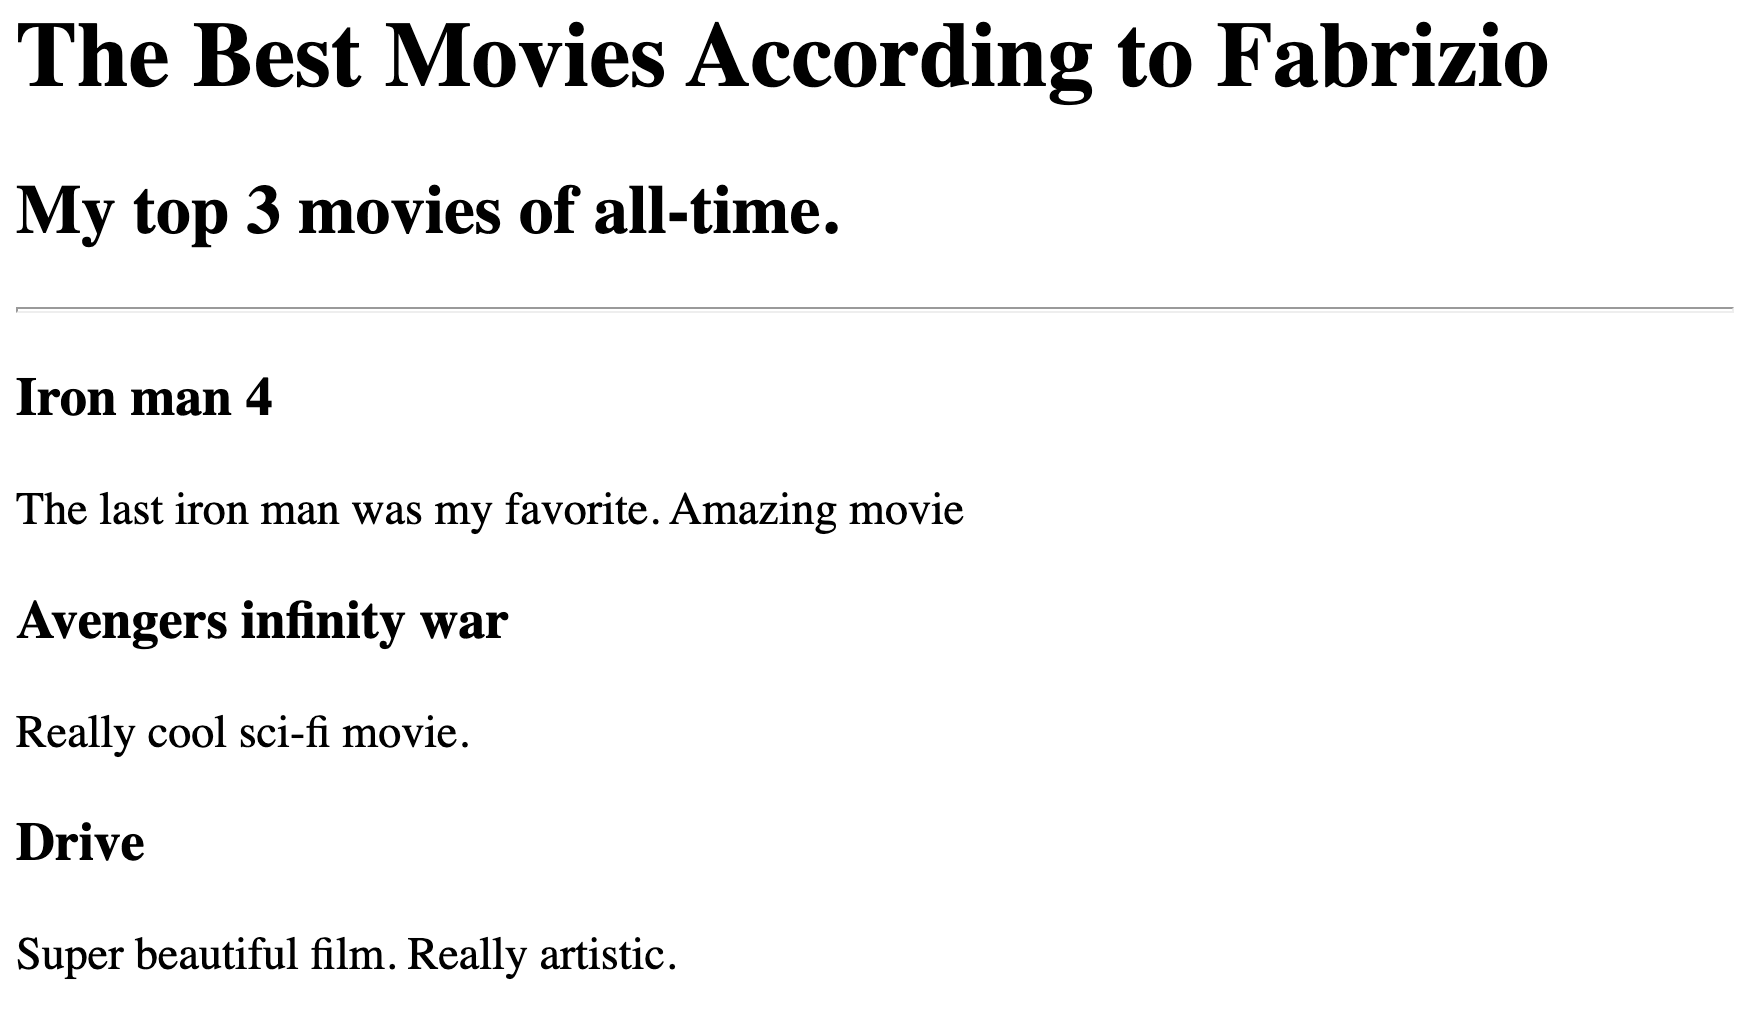 The Best Movies According to Fabrizio
My top 3 movies of all-time.
Iron man 4
The last iron man was my favorite. Amazing movie
Avengers infinity war
Really cool sci-fi movie.
Drive
Super beautiful film. Really artistic.